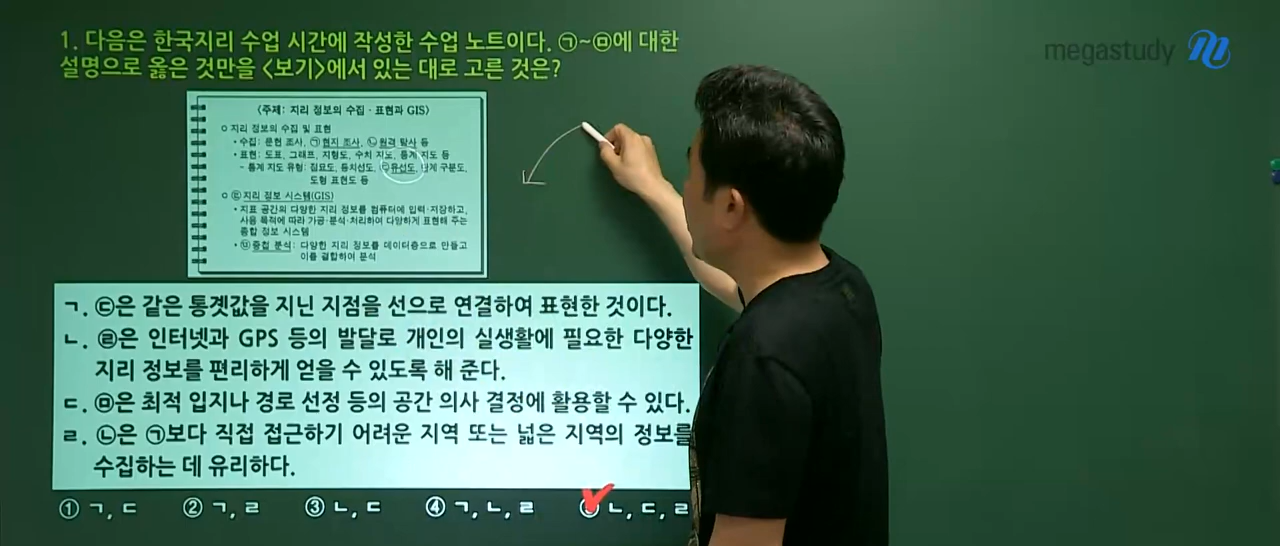 1. 다음은 한국지리 수업 시간에 작성한 수업 노트이다. ㉠~㉤에 대한
설명으로 옳은 것만을 <보기>에서 있는 대로 고른 것은?
megastudy
<주제: 지리 정보의 수집 · 표현과 GIS>
○ 지리 정보의 수집 및 표현
• 수집: 문헌 조사, ㉠ 현지 조사, ㉡ 원격 탐사 등
• 표현: 도표, 그래프, 지형도, 수치 지도, 통계 지도 등
- 통계 지도 유형: 점묘도, 등치선도, 유선도, 단계 구분도,
도형 표현도 등
○ 지리 정보 시스템(GIS)
• 지표 공간의 다양한 지리 정보를 컴퓨터에 입력·저장하고,
사용 목적에 따라 가공·분석·처리하여 다양하게 표현해 주는
종합 정보 시스템
• 중첩 분석: 다양한 지리 정보를 데이터층으로 만들고
이를 결합하여 분석
ㄱ. ㉢은 같은 통곗값을 지닌 지점을 선으로 연결하여 표현한 것이다.
ㄴ. ㉣은 인터넷과 GPS 등의 발달로 개인의 실생활에 필요한 다양한
지리 정보를 편리하게 얻을 수 있도록 해 준다.
ㄷ. ㉤은 최적 입지나 경로 선정 등의 공간 의사 결정에 활용할 수 있다.
ㄹ. ㉡은 ㉠보다 직접 접근하기 어려운 지역 또는 넓은 지역의 정보를
수집하는 데 유리하다.
① ㄱ, ㄷ ② ㄱ, ㄹ ③ ㄴ, ㄷ ④ ㄱ, ㄴ, ㄹ ㄴ, ㄷ, ㄹ